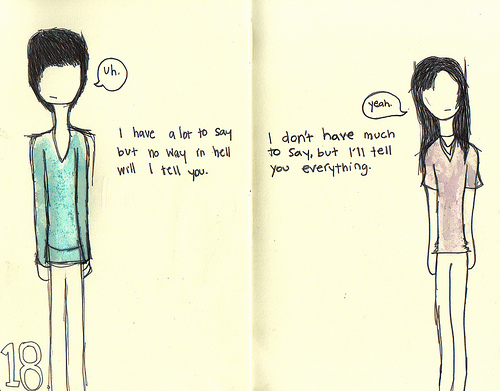 uh.
I have a lot to say
but no way in hell
will I tell you.
yeah.
I don't have much
to say, but I'll tell
you everything.
18